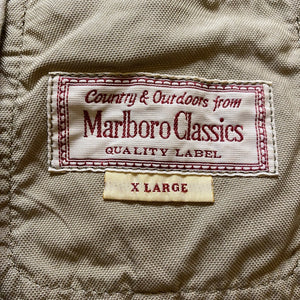 Country & Outdoors from
Marlboro Classics
QUALITY LABEL
X LARGE